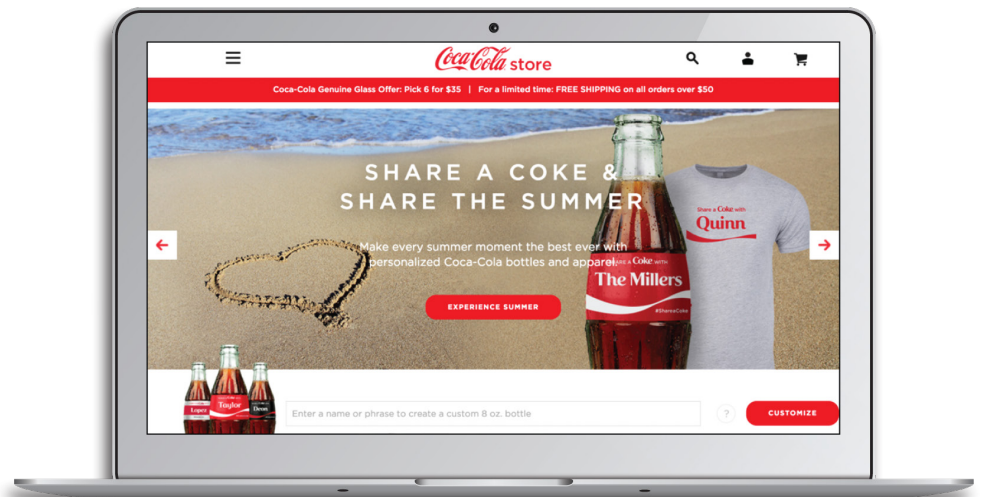 Coca-Cola store
Coca-Cola Genuine Glass Offer: Pick 6 for $35 | For a limited time: FREE SHIPPING on all orders over $50
SHARE A COKE &
SHARE THE SUMMER
Make every summer moment the best ever with
personalized Coca-Cola bottles and apparel.
EXPERIENCE SUMMER
Share a Coke with
The Millers
#ShareaCoke
Share a Coke with
Quinn
Lopez
Taylor
Dean
Enter a name or phrase to create a custom 8 oz. bottle
?
CUSTOMIZE